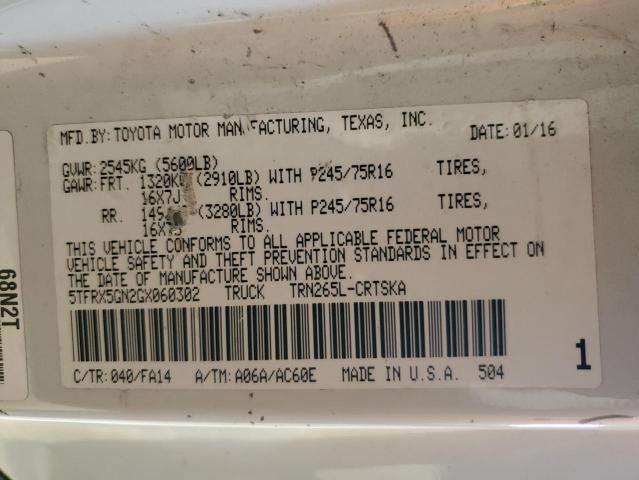 MFD.BY:TOYOTA MOTOR MANUFACTURING, TEXAS, INC. DATE:01/16
GVWR:2545KG (5600LB)
GAWR:FRT. 1320KG (2910LB) WITH P245/75R16 TIRES,
16X7J RIMS.
RR. (3280LB) WITH P245/75R16 TIRES,
RIMS.
THIS VEHICLE CONFORMS TO ALL APPLICABLE FEDERAL MOTOR
VEHICLE SAFETY AND THEFT PREVENTION STANDARDS IN EFFECT ON
THE DATE OF MANUFACTURE SHOWN ABOVE.
5TFRX5GN2GX060302 TRUCK TRN265L-CRTSKA
1
C/TR:040/FA14 A/TM:A06A/AC60E MADE IN U.S.A. 504
68N2T